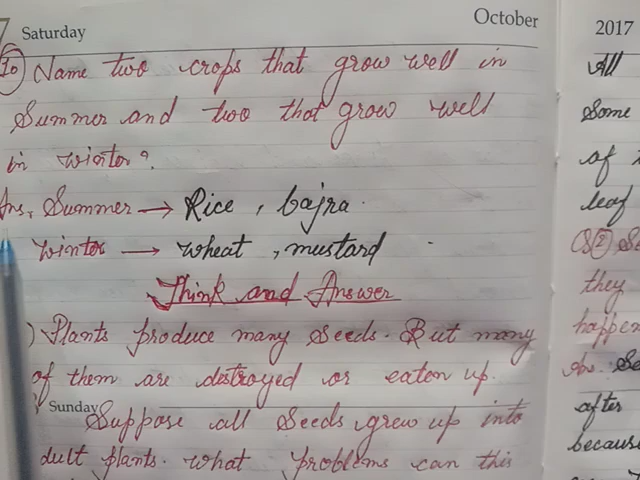 Saturday
October
10 Name two crops that grow well in
Summer and two that grow well
in winter?
Ans, Summer → Rice, bajra
Winter → wheat, mustard
Think and Answer
) Plants produce many seeds. But many
of them are destroyed or eaten up.
Sunday
Suppose all seeds grew up into
dult plants. what problems can this
2017
All
Some
of
leaf
Q 2
they
happen
Ans.
after
because